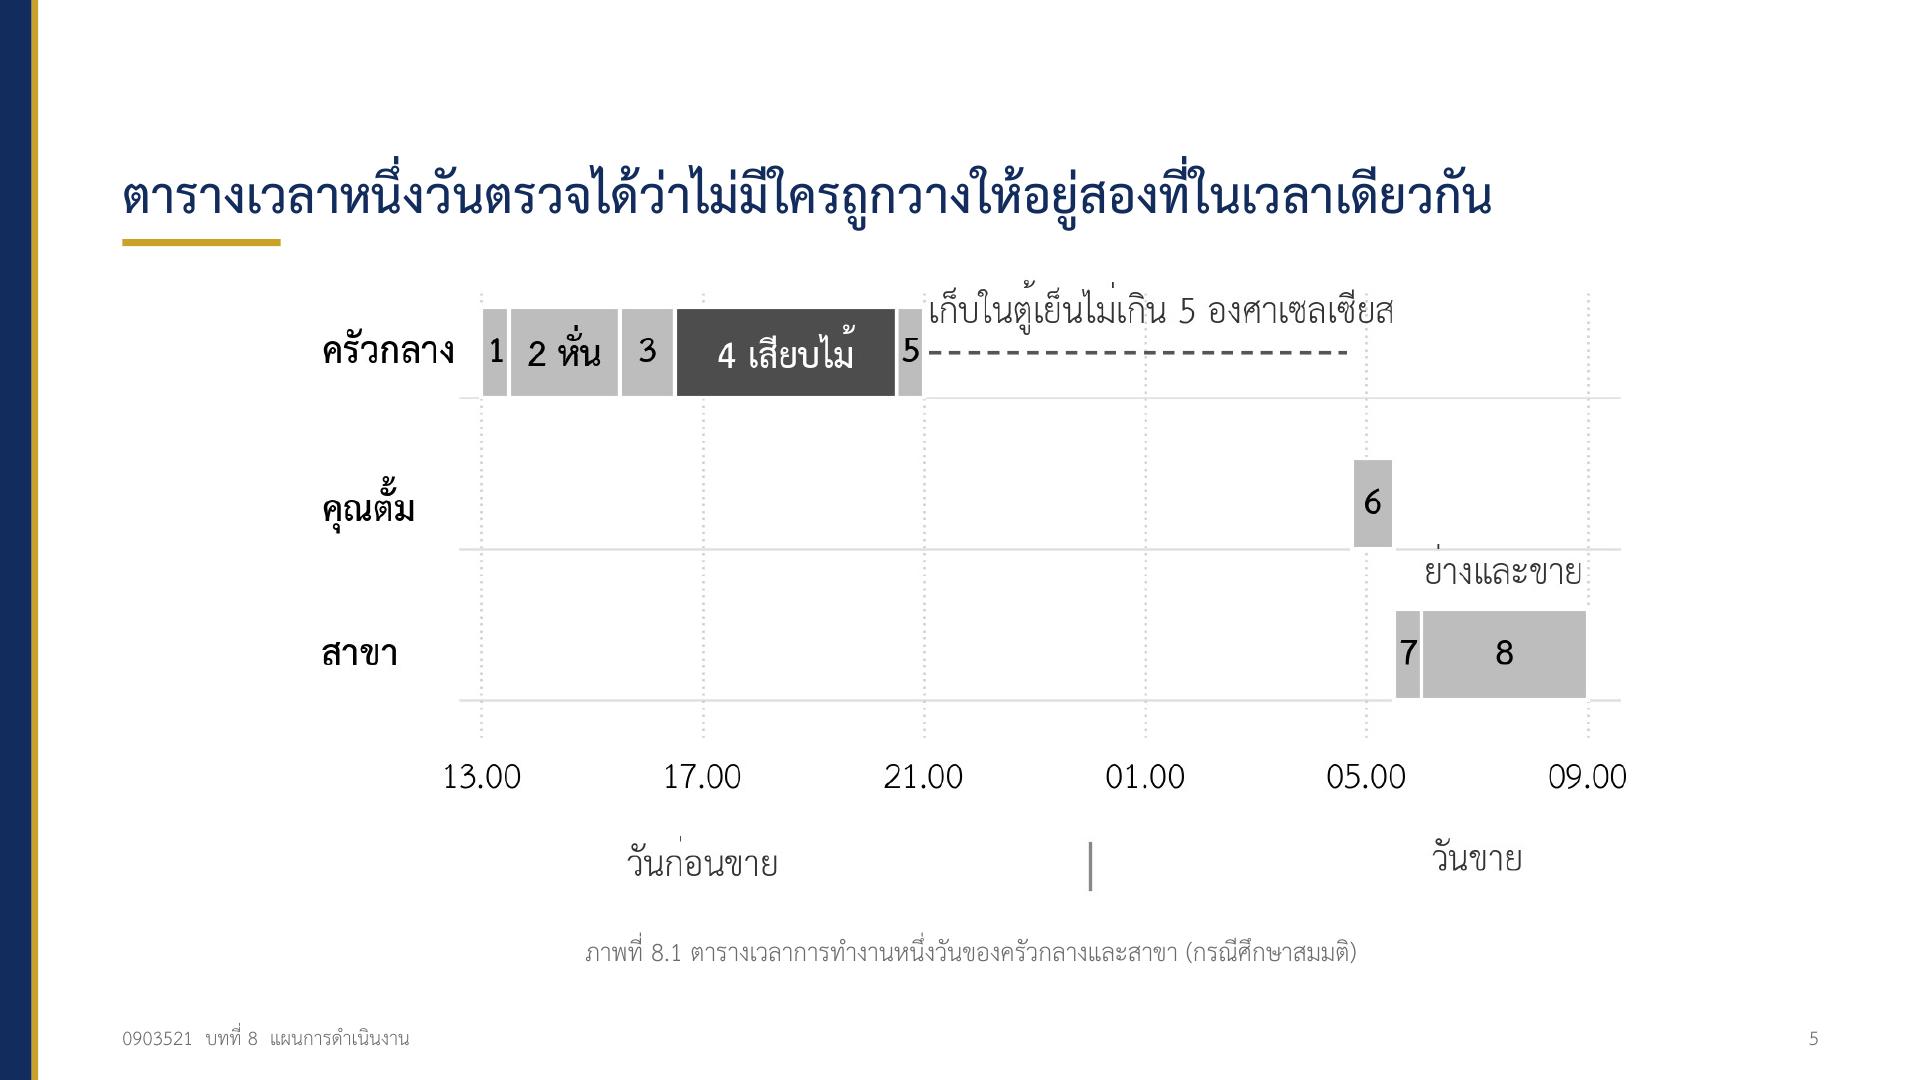 ตารางเวลาหนึ่งวันตรวจได้ว่าไม่มีใครถูกวางให้อยู่สองที่ในเวลาเดียวกัน
เก็บในตู้เย็นไม่เกิน 5 องศาเซลเซียส
ครัวกลาง 1 2 หั่น 3 4 เสียบไม้ 5
คุณตั้ม 6
ย่างและขาย
สาขา 7 8
13.00 17.00 21.00 01.00 05.00 09.00
วันก่อนขาย วันขาย
ภาพที่ 8.1 ตารางเวลาการทำงานหนึ่งวันของครัวกลางและสาขา (กรณีศึกษาสมมติ)
0903521 บทที่ 8 แผนการดำเนินงาน 5